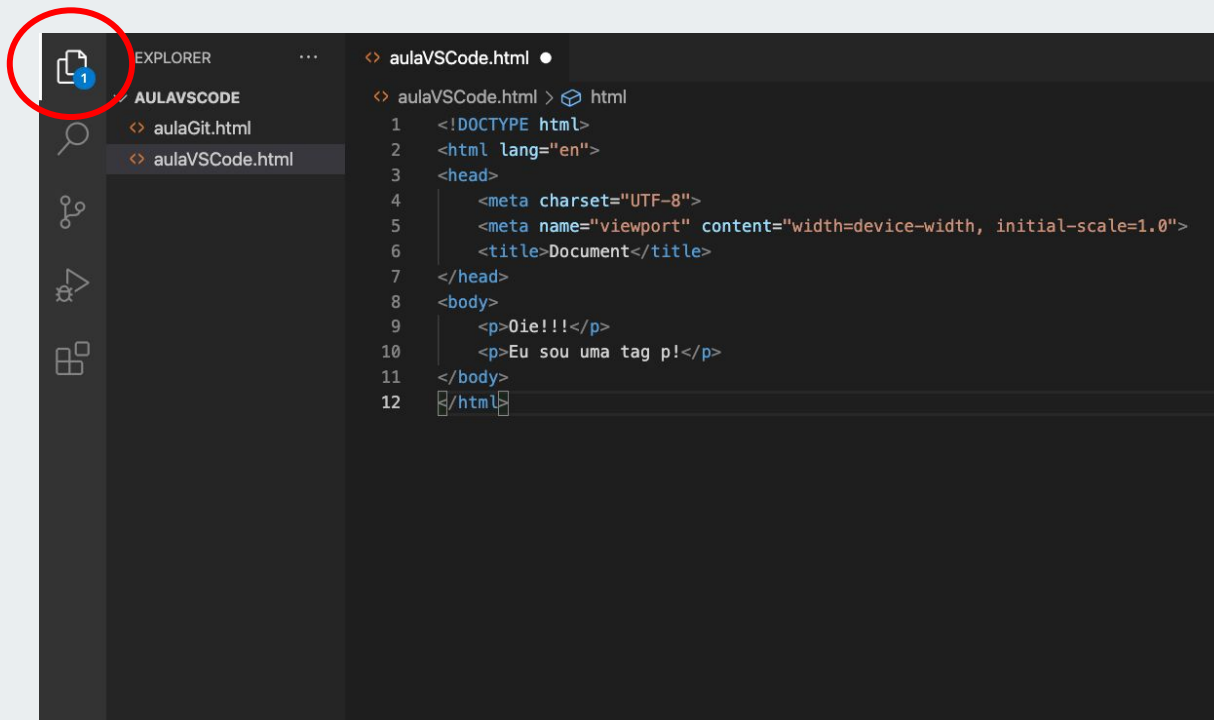 EXPLORER ···
1
AULAVSCODE
aulaGit.html
aulaVSCode.html
<> aulaVSCode.html ●
<> aulaVSCode.html > html
1 <!DOCTYPE html>
2 <html lang="en">
3 <head>
4     <meta charset="UTF-8">
5     <meta name="viewport" content="width=device-width, initial-scale=1.0">
6     <title>Document</title>
7 </head>
8 <body>
9     <p>Oie!!!</p>
10     <p>Eu sou uma tag p!</p>
11 </body>
12 </html>